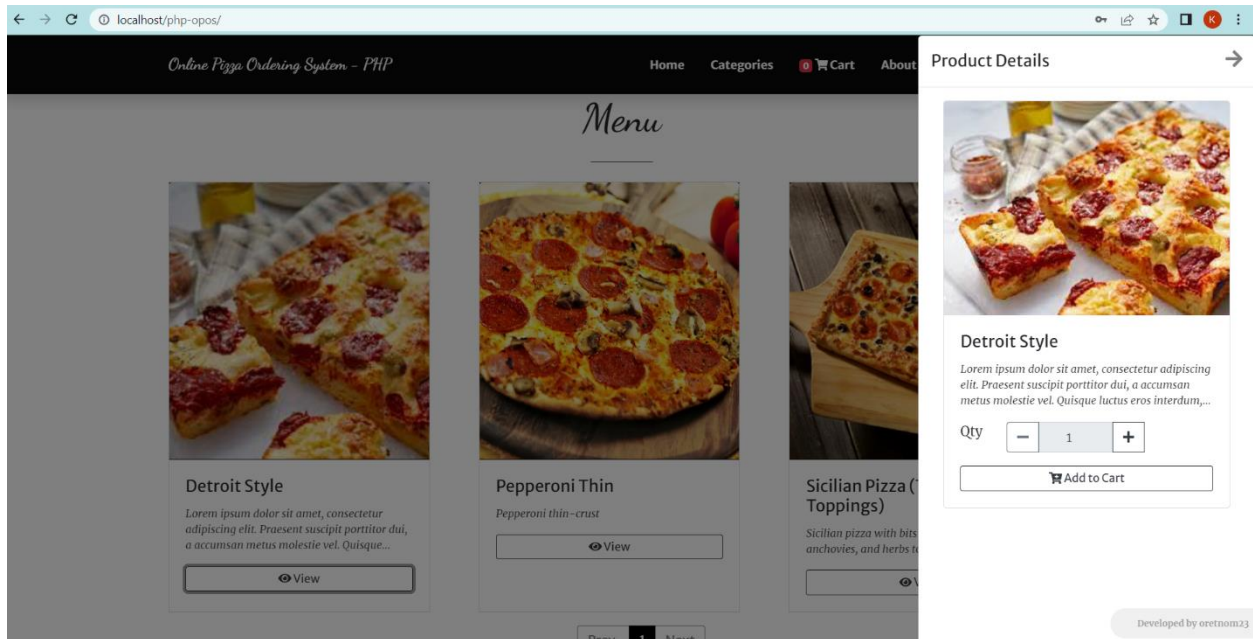 localhost/php-opos/
K
Online Pizza Ordering System - PHP
Home Categories 0 Cart About
Menu
Detroit Style
Lorem ipsum dolor sit amet, consectetur
adipiscing elit. Praesent suscipit porttitor dui,
a accumsan metus molestie vel. Quisque...
View
Pepperoni Thin
Pepperoni thin-crust
View
Sicilian Pizza (
Toppings)
Sicilian pizza with bits
anchovies, and herbs
Prev 1 Next
Product Details
Detroit Style
Lorem ipsum dolor sit amet, consectetur adipiscing
elit. Praesent suscipit porttitor dui, a accumsan
metus molestie vel. Quisque luctus eros interdum,...
Qty − 1 +
Add to Cart
Developed by oretnom23